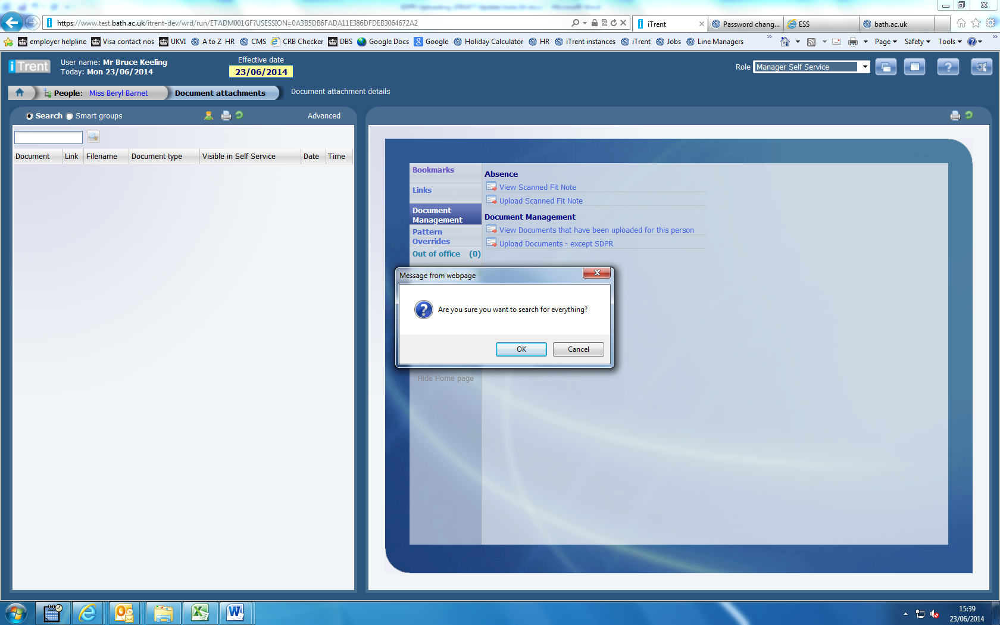 https://www.test.bath.ac.uk/itrent-dev/wrd/run/ETADM001GF?USESSION=0A3B5DB6FADA11E386DFDEB3064672A2
iTrent
Password chang...
ESS
bath.ac.uk
employer helpline
Visa contact nos
UKVI
A to Z HR
CMS
CRB Checker
DBS
Google Docs
Google
Holiday Calculator
HR
iTrent instances
iTrent
Jobs
Line Managers
Page
Safety
Tools
iTrent
User name: Mr Bruce Keeling
Today: Mon 23/06/2014
Effective date
23/06/2014
Role Manager Self Service
People: Miss Beryl Barnet
Document attachments
Document attachment details
Search
Smart groups
Advanced
Document
Link
Filename
Document type
Visible in Self Service
Date
Time
Bookmarks
Links
Document
Management
Pattern
Overrides
Out of office (0)
Absence
View Scanned Fit Note
Upload Scanned Fit Note
Document Management
View Documents that have been uploaded for this person
Upload Documents - except SDPR
Message from webpage
Are you sure you want to search for everything?
OK
Cancel
Hide Home page
15:39
23/06/2014